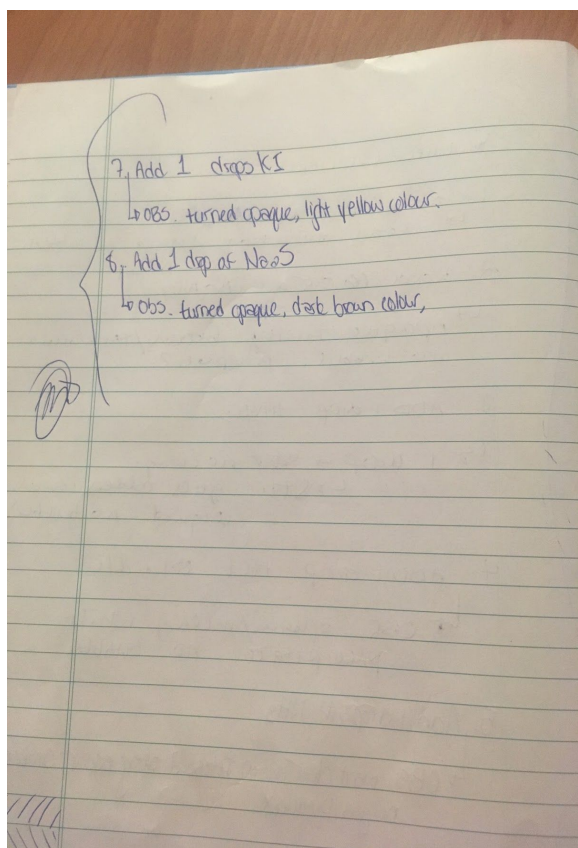 7. Add 1 drops KI
OBS. turned opaque, light yellow colour.
8. Add 1 drop of Na2S
Obs. turned opaque, dark brown colour,